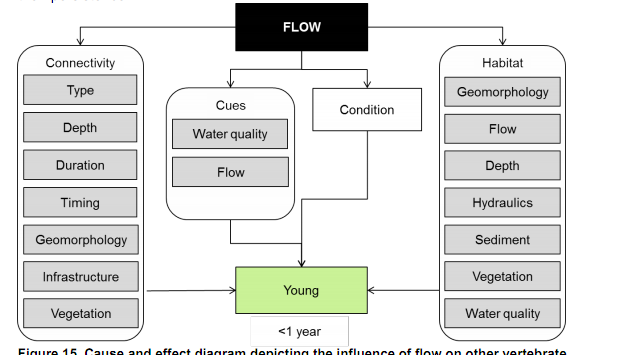 FLOW
Connectivity
Type
Depth
Duration
Timing
Geomorphology
Infrastructure
Vegetation
Cues
Water quality
Flow
Condition
Habitat
Geomorphology
Flow
Depth
Hydraulics
Sediment
Vegetation
Water quality
Young
<1 year
Figure 15. Cause and effect diagram depicting the influence of flow on other vertebrate